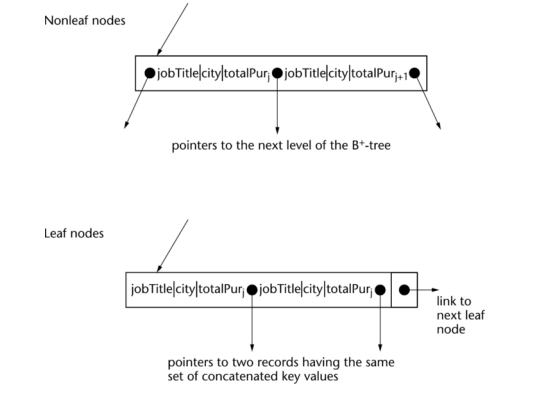 Nonleaf nodes
jobTitle|city|totalPurj jobTitle|city|totalPurj+1
pointers to the next level of the B+-tree
Leaf nodes
jobTitle|city|totalPurj jobTitle|city|totalPurj
link to
next leaf
node
pointers to two records having the same
set of concatenated key values